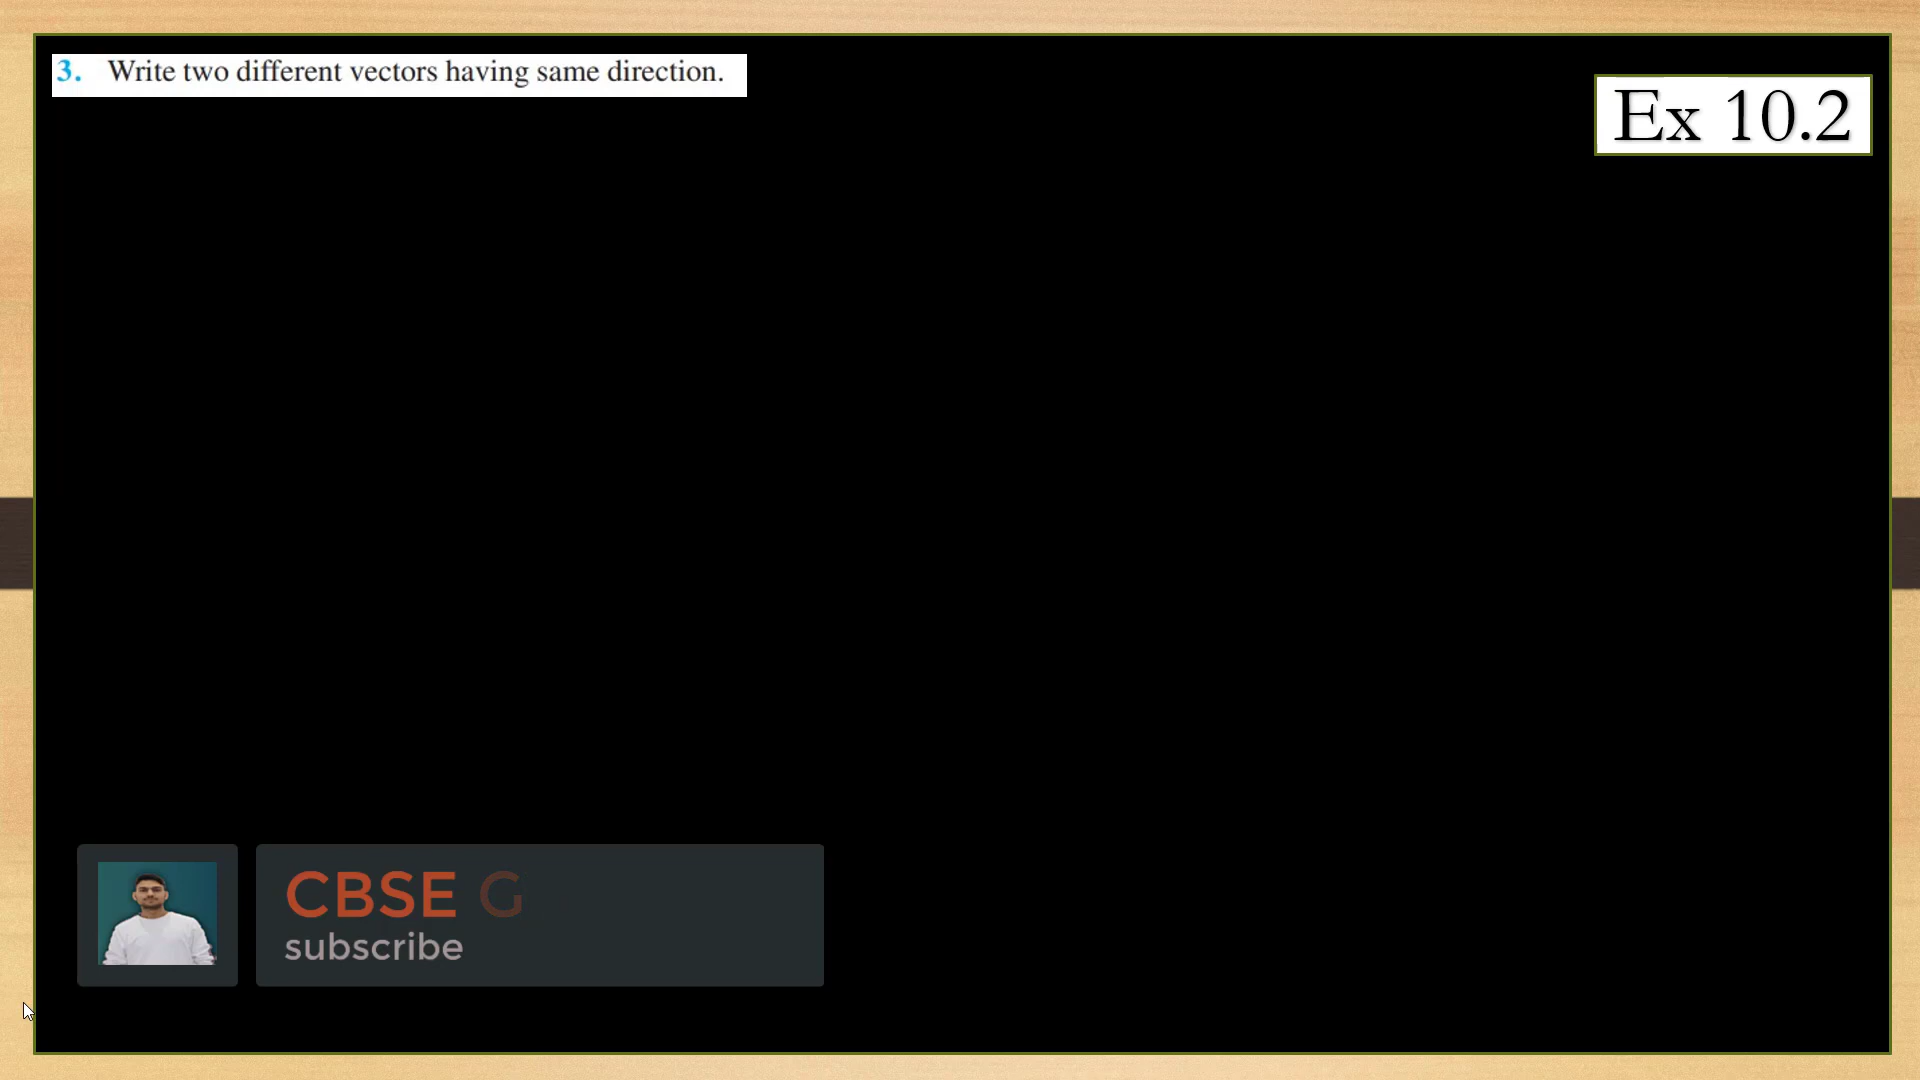 3. Write two different vectors having same direction.
Ex 10.2
CBSE G
subscribe